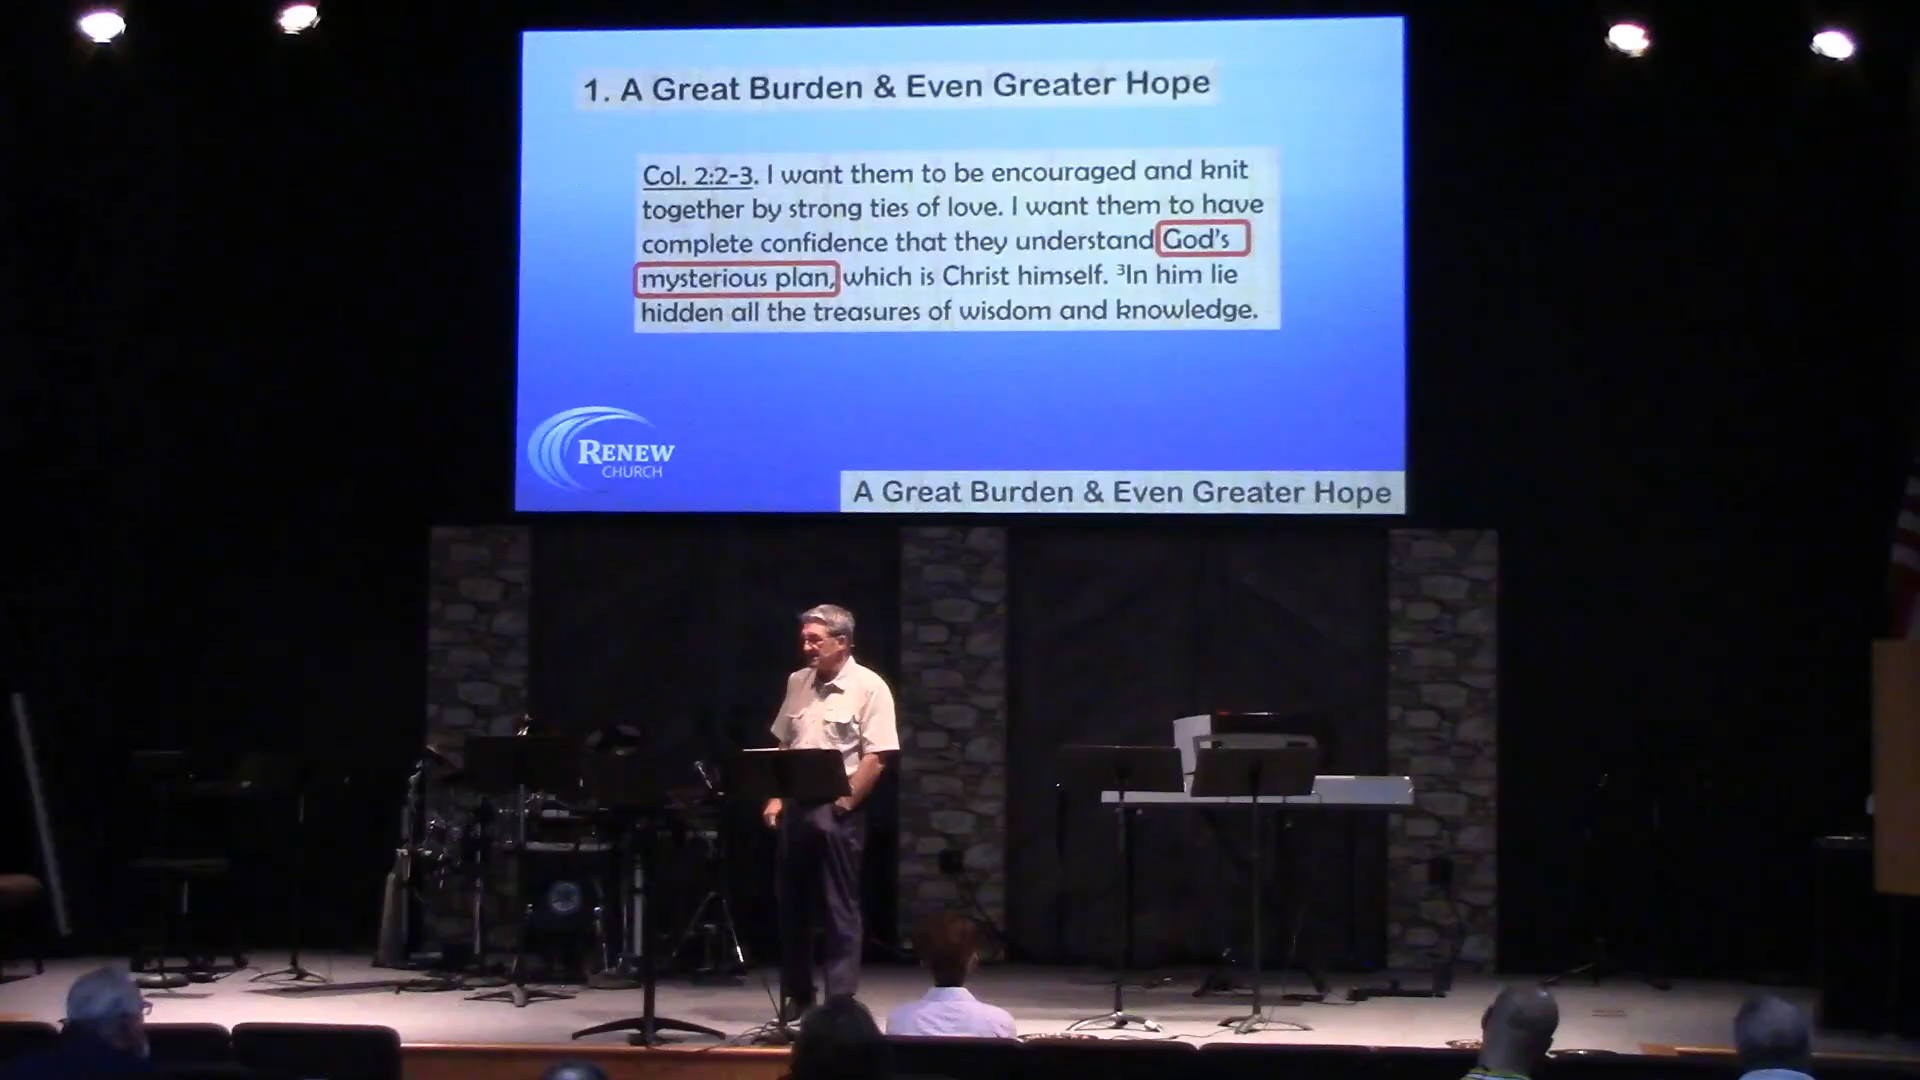 1. A Great Burden & Even Greater Hope
Col. 2:2-3. I want them to be encouraged and knit
together by strong ties of love. I want them to have
complete confidence that they understand God's
mysterious plan, which is Christ himself. ³In him lie
hidden all the treasures of wisdom and knowledge.
RENEW
CHURCH
A Great Burden & Even Greater Hope